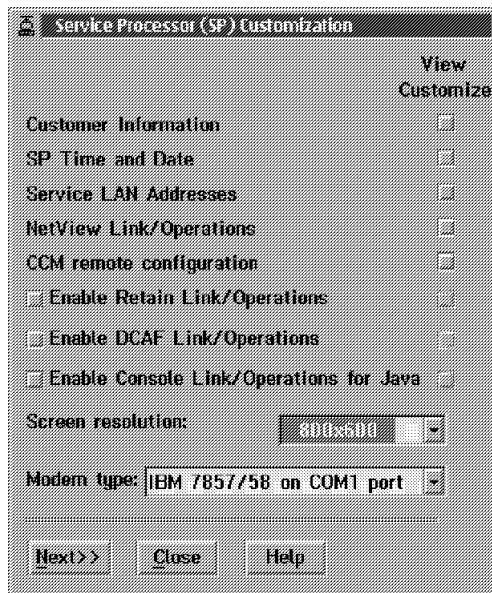 Service Processor (SP) Customization
View
Customize
Customer Information
SP Time and Date
Service LAN Addresses
NetView Link/Operations
CCM remote configuration
Enable Retain Link/Operations
Enable DCAF Link/Operations
Enable Console Link/Operations for Java
Screen resolution: 800x600
Modem type: IBM 7857/58 on COM1 port
Next>> Close Help